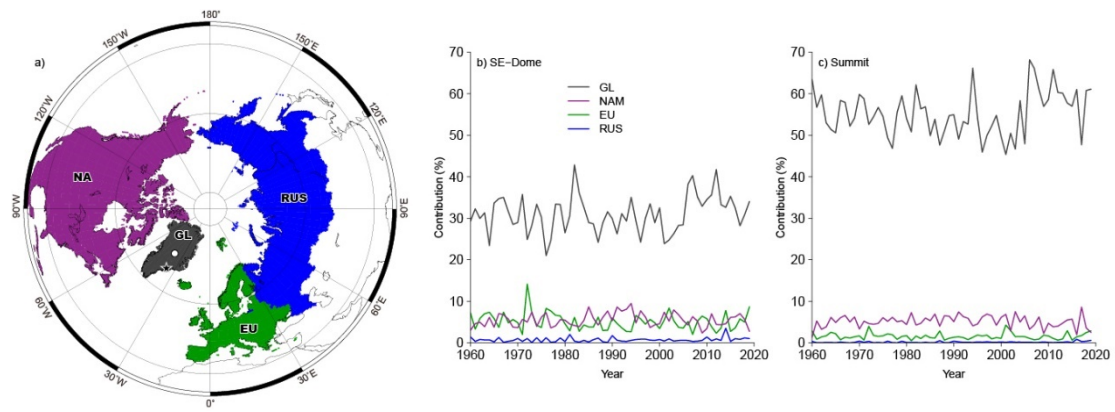 180°
150°W
150°E
a)
120°W
120°E
NA
RUS
90°W
90°E
GL
EU
60°W
60°E
30°W
30°E
0°
b) SE-Dome
GL
NAM
EU
RUS
Contribution (%)
70
60
50
40
30
20
10
0
1960
1970
1980
1990
2000
2010
2020
Year
c) Summit
Contribution (%)
70
60
50
40
30
20
10
0
1960
1970
1980
1990
2000
2010
2020
Year